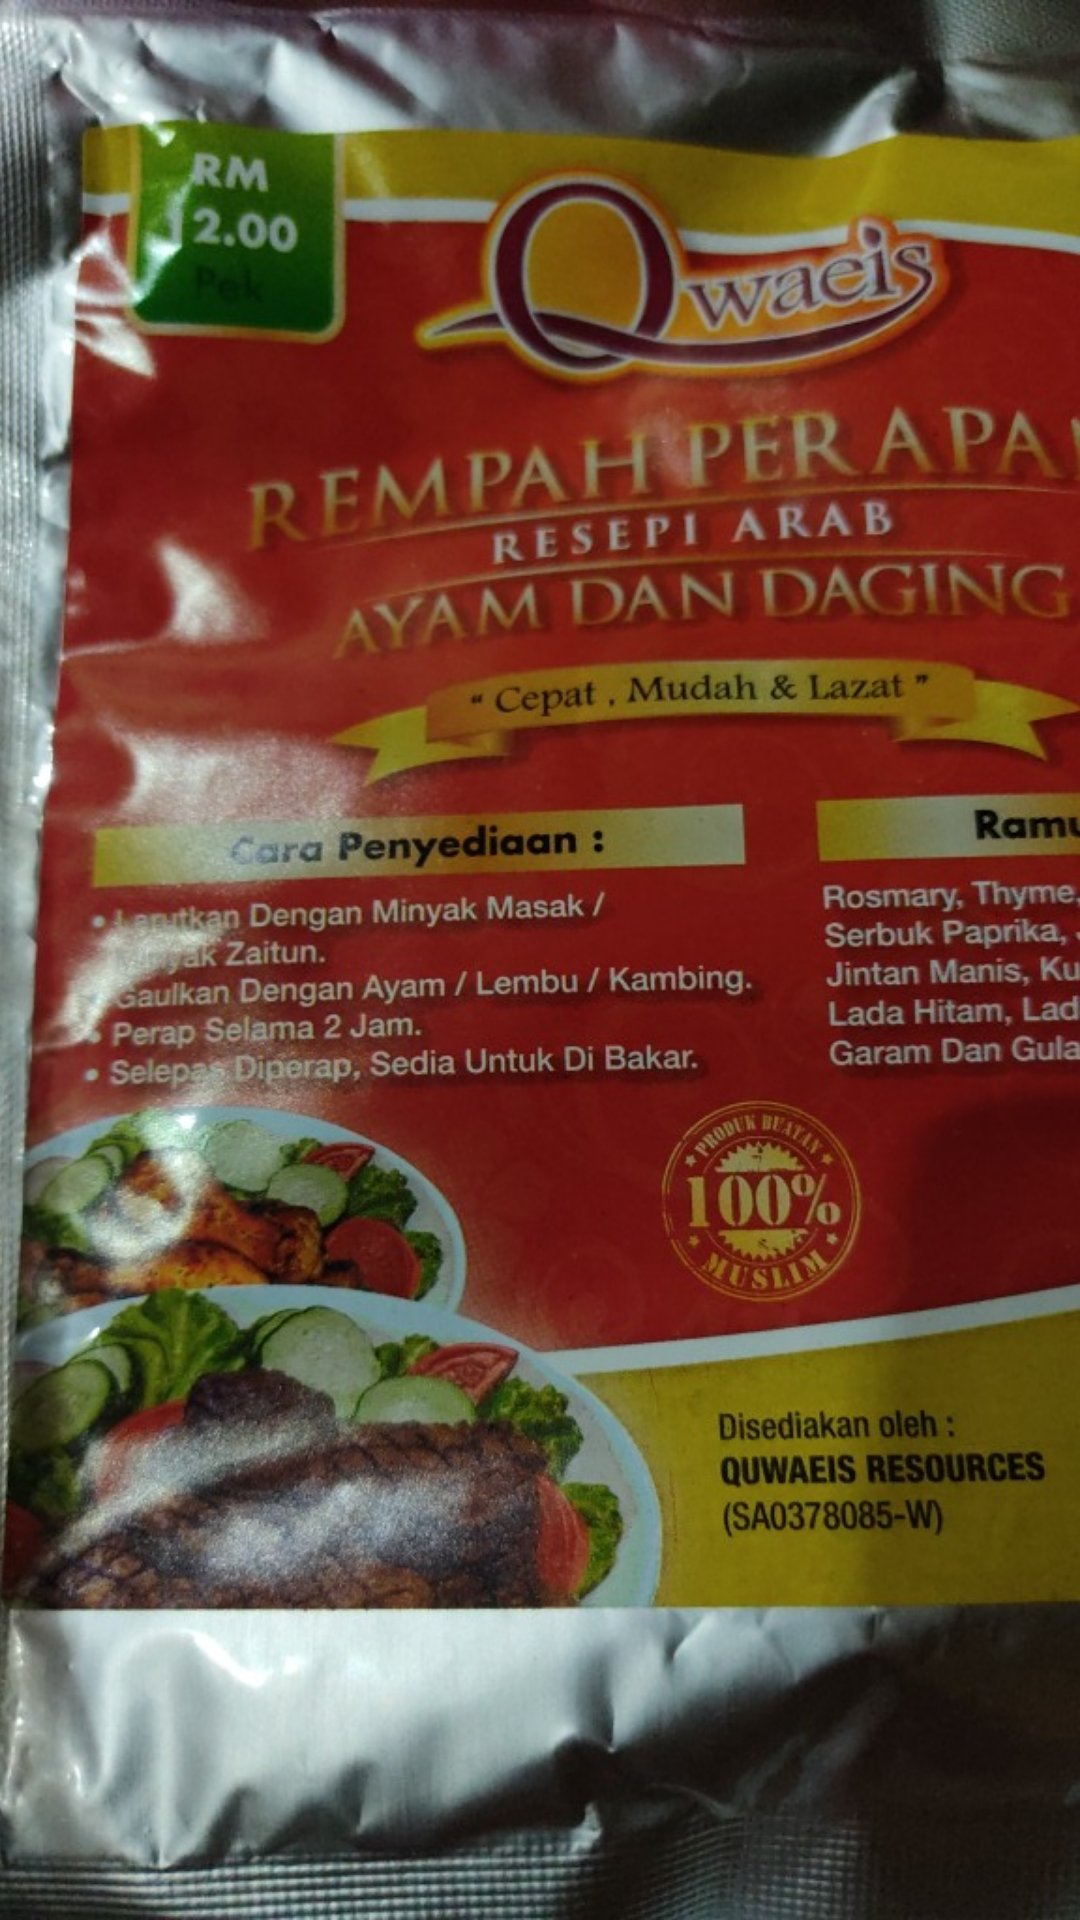 RM
12.00
Pek
Qwaeis
REMPAH PERAPA
RESEPI ARAB
AYAM DAN DAGING
“ Cepat , Mudah & Lazat ”
Cara Penyediaan :
• Larutkan Dengan Minyak Masak /
Minyak Zaitun.
• Gaulkan Dengan Ayam / Lembu / Kambing.
• Perap Selama 2 Jam.
• Selepas Diperap, Sedia Untuk Di Bakar.
Ramu
Rosmary, Thyme,
Serbuk Paprika,
Jintan Manis, Ku
Lada Hitam, Lad
Garam Dan Gula
PRODUK BUATAN
100%
MUSLIM
Disediakan oleh :
QUWAEIS RESOURCES
(SA0378085-W)